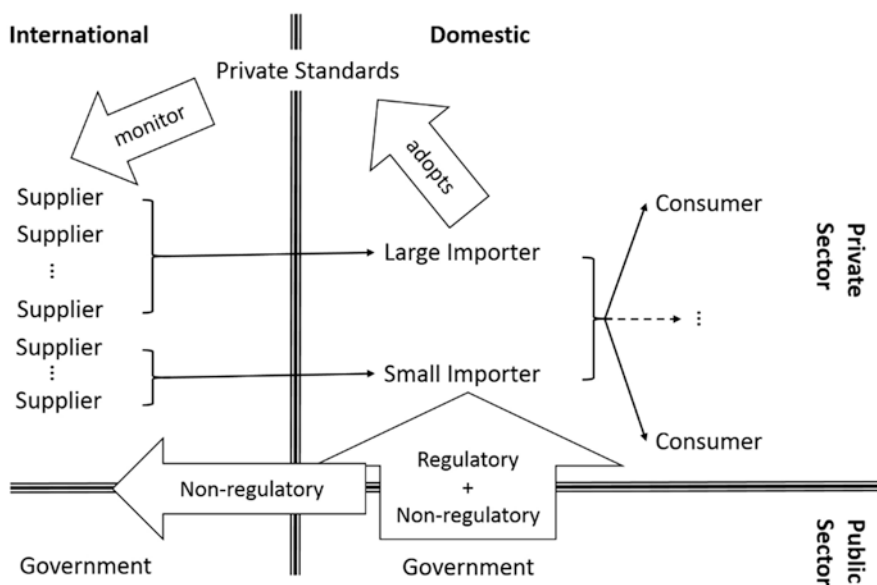 International
Domestic
Private Standards
monitor
adopts
Supplier
Supplier
...
Supplier
Supplier
...
Supplier
Large Importer
Small Importer
Consumer
...
Consumer
Private
Sector
Non-regulatory
Regulatory
+
Non-regulatory
Government
Government
Public
Sector